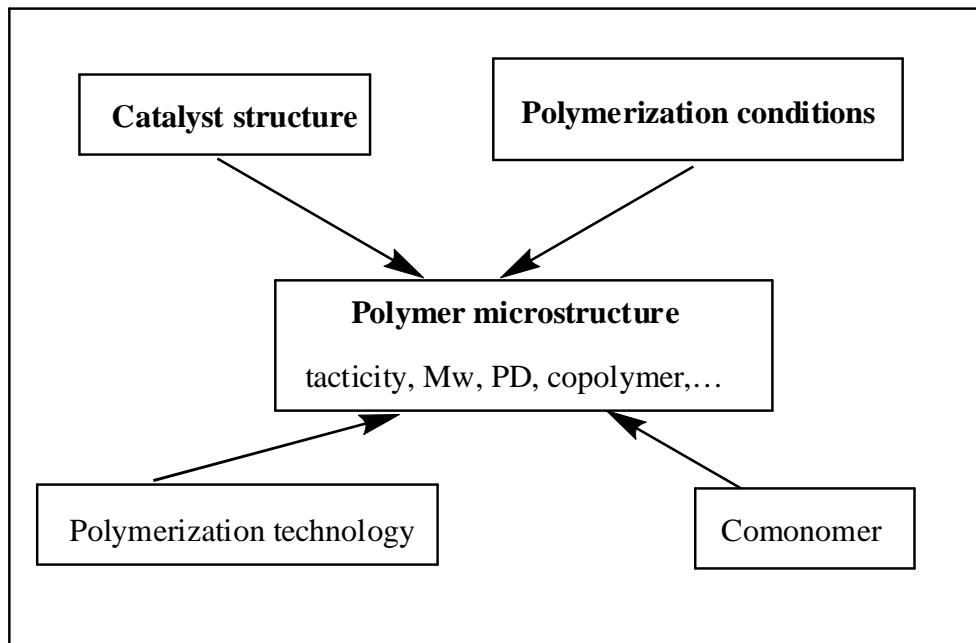 Catalyst structure
Polymerization conditions
Polymer microstructure
tacticity, Mw, PD, copolymer,…
Polymerization technology
Comonomer